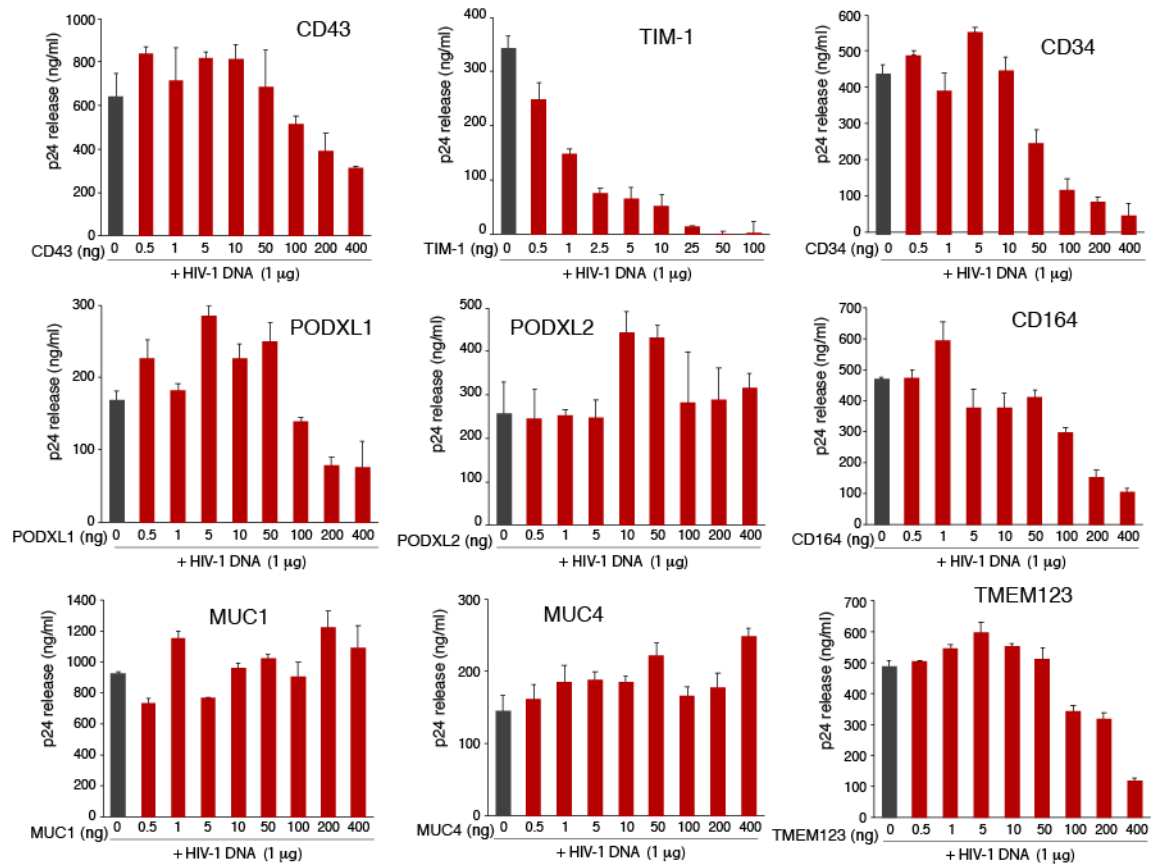 CD43
p24 release (ng/ml)
1000
800
600
400
200
0
CD43 (ng) 0 0.5 1 5 10 50 100 200 400
+ HIV-1 DNA (1 µg)
TIM-1
p24 release (ng/ml)
400
300
200
100
0
TIM-1 (ng) 0 0.5 1 2.5 5 10 25 50 100
+ HIV-1 DNA (1 µg)
CD34
p24 release (ng/ml)
600
500
400
300
200
100
0
CD34 (ng) 0 0.5 1 5 10 50 100 200 400
+ HIV-1 DNA (1 µg)
PODXL1
p24 release (ng/ml)
300
200
100
0
PODXL1 (ng) 0 0.5 1 5 10 50 100 200 400
+ HIV-1 DNA (1 µg)
PODXL2
p24 release (ng/ml)
500
400
300
200
100
0
PODXL2 (ng) 0 0.5 1 5 10 50 100 200 400
+ HIV-1 DNA (1 µg)
CD164
p24 release (ng/ml)
700
600
500
400
300
200
100
0
CD164 (ng) 0 0.5 1 5 10 50 100 200 400
+ HIV-1 DNA (1 µg)
MUC1
p24 release (ng/ml)
1400
1200
1000
800
600
400
200
0
MUC1 (ng) 0 0.5 1 5 10 50 100 200 400
+ HIV-1 DNA (1 µg)
MUC4
p24 release (ng/ml)
300
200
100
0
MUC4 (ng) 0 0.5 1 5 10 50 100 200 400
+ HIV-1 DNA (1 µg)
TMEM123
p24 release (ng/ml)
700
600
500
400
300
200
100
0
TMEM123 (ng) 0 0.5 1 5 10 50 100 200 400
+ HIV-1 DNA (1 µg)